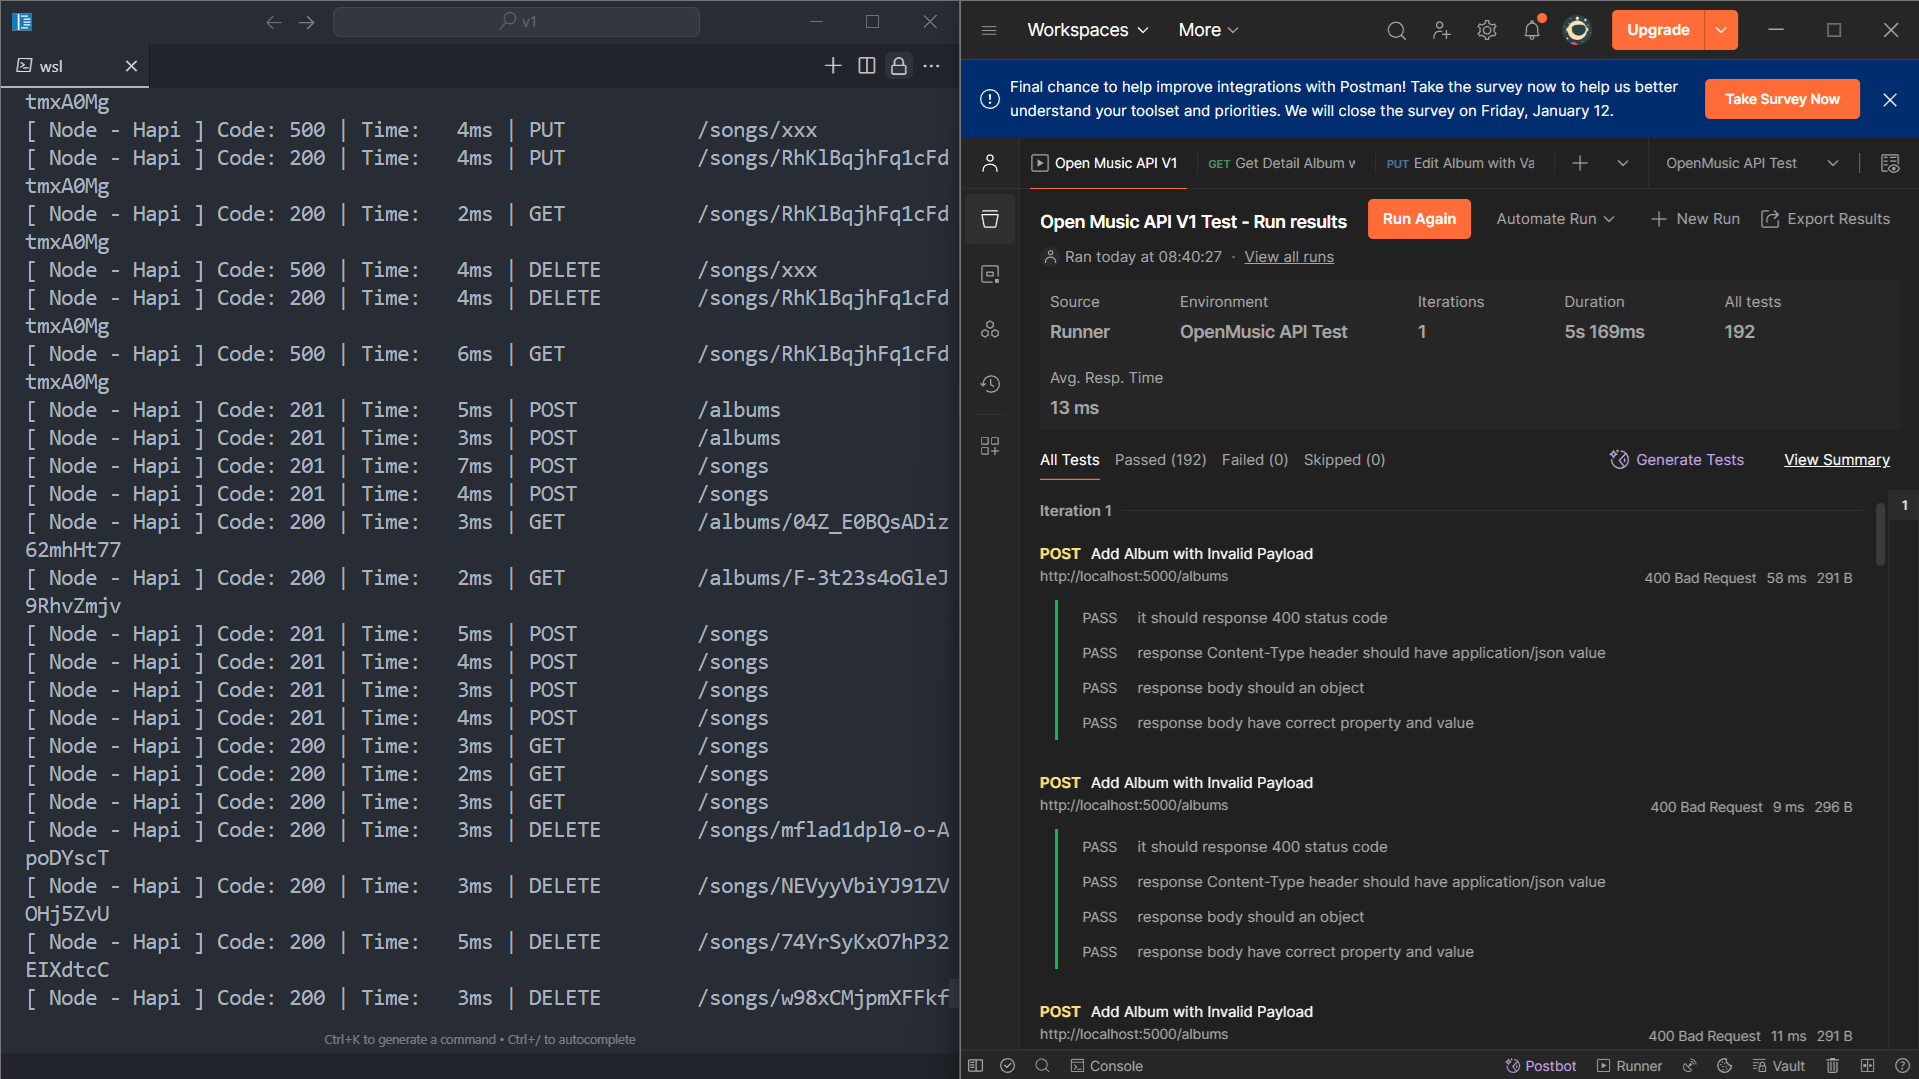 v1
wsl
tmxA0Mg
[ Node - Hapi ] Code: 500 | Time:   4ms | PUT          /songs/xxx
[ Node - Hapi ] Code: 200 | Time:   4ms | PUT          /songs/RhKlBqjhFq1cFd
tmxA0Mg
[ Node - Hapi ] Code: 200 | Time:   2ms | GET          /songs/RhKlBqjhFq1cFd
tmxA0Mg
[ Node - Hapi ] Code: 500 | Time:   4ms | DELETE       /songs/xxx
[ Node - Hapi ] Code: 200 | Time:   4ms | DELETE       /songs/RhKlBqjhFq1cFd
tmxA0Mg
[ Node - Hapi ] Code: 500 | Time:   6ms | GET          /songs/RhKlBqjhFq1cFd
tmxA0Mg
[ Node - Hapi ] Code: 201 | Time:   5ms | POST         /albums
[ Node - Hapi ] Code: 201 | Time:   3ms | POST         /albums
[ Node - Hapi ] Code: 201 | Time:   7ms | POST         /songs
[ Node - Hapi ] Code: 201 | Time:   4ms | POST         /songs
[ Node - Hapi ] Code: 200 | Time:   3ms | GET          /albums/04Z_E0BQsADiz
62mhHt77
[ Node - Hapi ] Code: 200 | Time:   2ms | GET          /albums/F-3t23s4oGleJ
9RhvZmjv
[ Node - Hapi ] Code: 201 | Time:   5ms | POST         /songs
[ Node - Hapi ] Code: 201 | Time:   4ms | POST         /songs
[ Node - Hapi ] Code: 201 | Time:   3ms | POST         /songs
[ Node - Hapi ] Code: 201 | Time:   4ms | POST         /songs
[ Node - Hapi ] Code: 200 | Time:   3ms | GET          /songs
[ Node - Hapi ] Code: 200 | Time:   2ms | GET          /songs
[ Node - Hapi ] Code: 200 | Time:   3ms | GET          /songs
[ Node - Hapi ] Code: 200 | Time:   3ms | DELETE       /songs/mflad1dpl0-o-A
poDYscT
[ Node - Hapi ] Code: 200 | Time:   3ms | DELETE       /songs/NEVyyVbiYJ91ZV
OHj5ZvU
[ Node - Hapi ] Code: 200 | Time:   5ms | DELETE       /songs/74YrSyKxO7hP32
EIXdtcC
[ Node - Hapi ] Code: 200 | Time:   3ms | DELETE       /songs/w98xCMjpmXFFkf
Ctrl+K to generate a command • Ctrl+/ to autocomplete
Workspaces More Upgrade
Final chance to help improve integrations with Postman! Take the survey now to help us better
understand your toolset and priorities. We will close the survey on Friday, January 12.
Take Survey Now
Open Music API V1 GET Get Detail Album w PUT Edit Album with Va OpenMusic API Test
Open Music API V1 Test - Run results Run Again Automate Run New Run Export Results
Ran today at 08:40:27 · View all runs
Source Environment Iterations Duration All tests
Runner OpenMusic API Test 1 5s 169ms 192
Avg. Resp. Time
13 ms
All Tests Passed (192) Failed (0) Skipped (0) Generate Tests View Summary
Iteration 1
1
POST Add Album with Invalid Payload
http://localhost:5000/albums
400 Bad Request 58 ms 291 B
PASS it should response 400 status code
PASS response Content-Type header should have application/json value
PASS response body should an object
PASS response body have correct property and value
POST Add Album with Invalid Payload
http://localhost:5000/albums
400 Bad Request 9 ms 296 B
PASS it should response 400 status code
PASS response Content-Type header should have application/json value
PASS response body should an object
PASS response body have correct property and value
POST Add Album with Invalid Payload
http://localhost:5000/albums
400 Bad Request 11 ms 291 B
Console Postbot Runner Vault